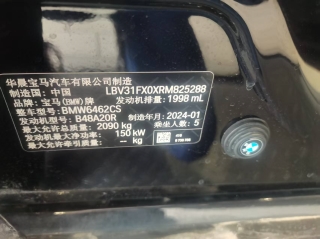 华晨宝马汽车有限公司制造
制造国：中国 LBV31FX0XRM825288
品牌：宝马(BMW)牌 发动机排量：1998 mL
整车型号：BMW6462CS
发动机型号：B48A20R 制造年月：2024-01
最大允许总质量：2090 kg 乘坐人数：5
发动机最大净功率：150 kW
最大允许牵引质量：-- kg